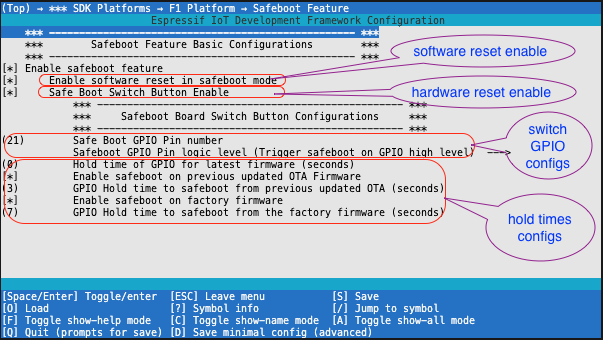 (Top) → *** SDK Platforms → F1 Platform → Safeboot Feature
Espressif IoT Development Framework Configuration
*** ------------------------------------------------- ***
*** Safeboot Feature Basic Configurations ***
*** ------------------------------------------------- ***
[*] Enable safeboot feature
[*] Enable software reset in safeboot mode
[*] Safe Boot Switch Button Enable
*** ------------------------------------------------- ***
*** Safeboot Board Switch Button Configurations ***
*** ------------------------------------------------- ***
(21) Safe Boot GPIO Pin number
Safeboot GPIO Pin logic level (Trigger safeboot on GPIO high level) --->
(0) Hold time of GPIO for latest firmware (seconds)
[*] Enable safeboot on previous updated OTA Firmware
(3) GPIO Hold time to safeboot from previous updated OTA (seconds)
[*] Enable safeboot on factory firmware
(7) GPIO Hold time to safeboot from the factory firmware (seconds)
software reset enable
hardware reset enable
switch
GPIO
configs
hold times
configs
[Space/Enter] Toggle/enter [ESC] Leave menu [S] Save
[O] Load [?] Symbol info [/] Jump to symbol
[F] Toggle show-help mode [C] Toggle show-name mode [A] Toggle show-all mode
[Q] Quit (prompts for save) [D] Save minimal config (advanced)